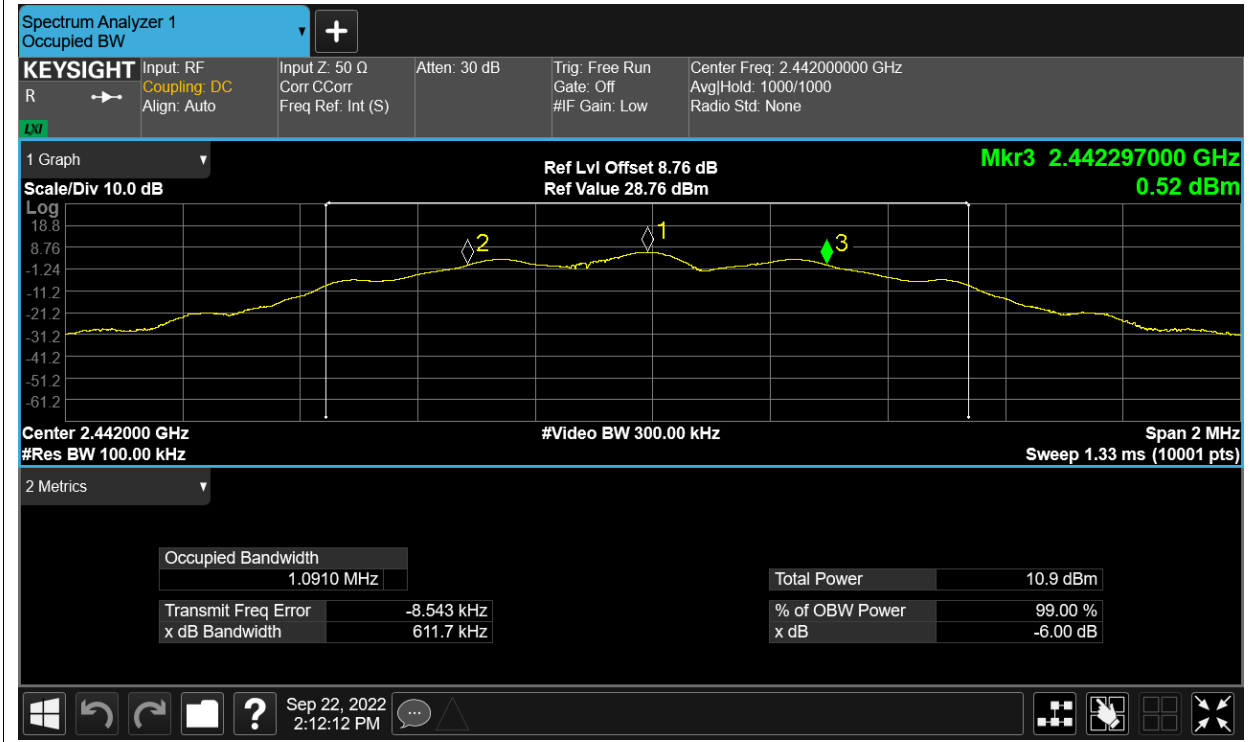 Spectrum Analyzer 1
Occupied BW
KEYSIGHT Input: RF Input Z: 50 Ω Atten: 30 dB Trig: Free Run Center Freq: 2.442000000 GHz
R Coupling: DC Corr CCorr Gate: Off Avg|Hold: 1000/1000
Align: Auto Freq Ref: Int (S) #IF Gain: Low Radio Std: None
LXI
1 Graph Ref Lvl Offset 8.76 dB Mkr3 2.442297000 GHz
Scale/Div 10.0 dB Ref Value 28.76 dBm 0.52 dBm
Log
18.8
8.76
-1.24
-11.2
-21.2
-31.2
-41.2
-51.2
-61.2
2
1
3
Center 2.442000 GHz #Video BW 300.00 kHz Span 2 MHz
#Res BW 100.00 kHz Sweep 1.33 ms (10001 pts)
2 Metrics
Occupied Bandwidth
1.0910 MHz Total Power 10.9 dBm
Transmit Freq Error -8.543 kHz % of OBW Power 99.00 %
x dB Bandwidth 611.7 kHz x dB -6.00 dB
? Sep 22, 2022
2:12:12 PM